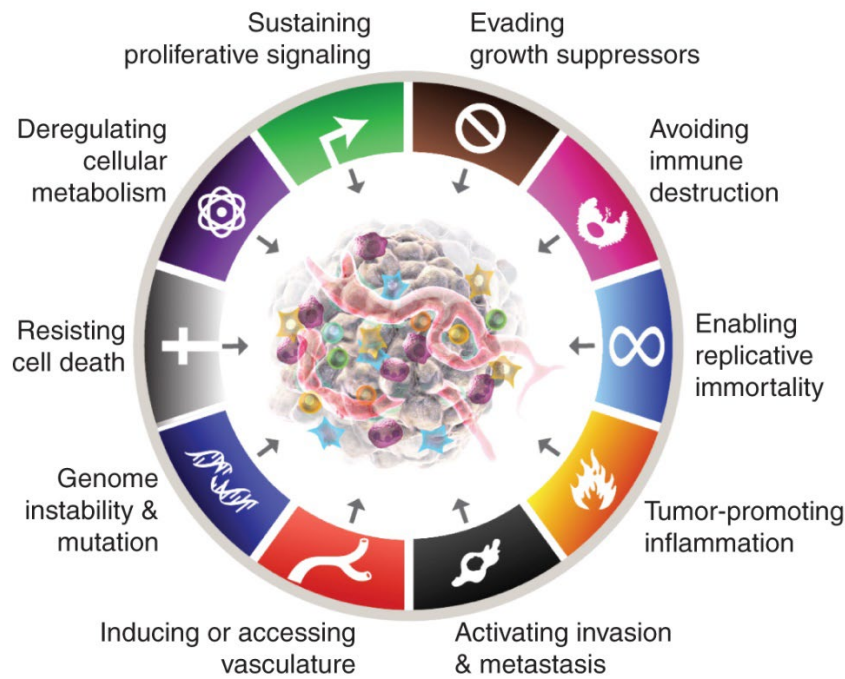 Sustaining
proliferative signaling
Evading
growth suppressors
Avoiding
immune
destruction
Enabling
replicative
immortality
Tumor-promoting
inflammation
Activating invasion
& metastasis
Inducing or accessing
vasculature
Genome
instability &
mutation
Resisting
cell death
Deregulating
cellular
metabolism